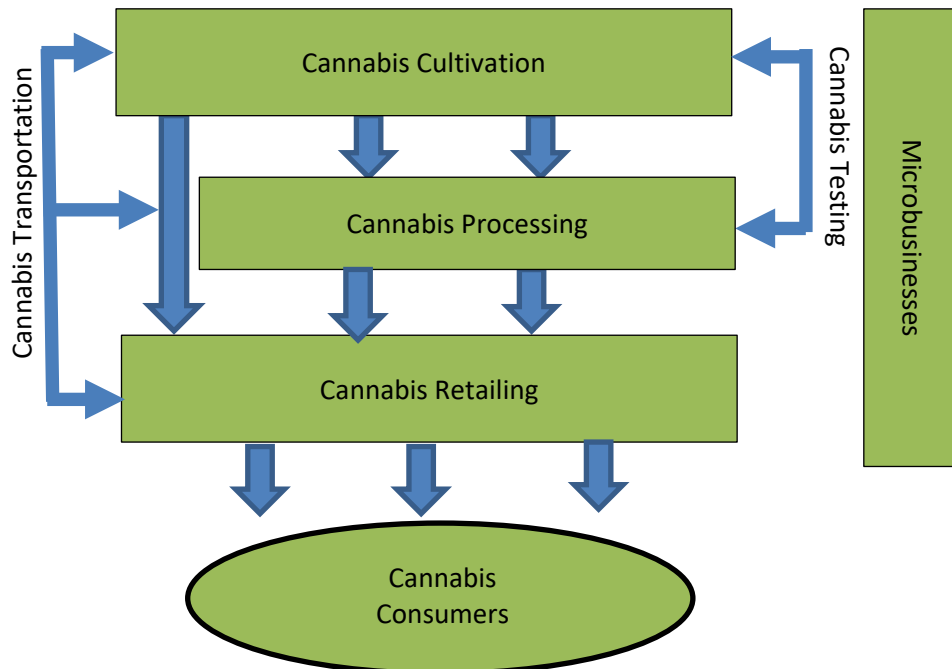 Cannabis Cultivation
Cannabis Transportation
Cannabis Testing
Microbusinesses
Cannabis Processing
Cannabis Retailing
Cannabis
Consumers